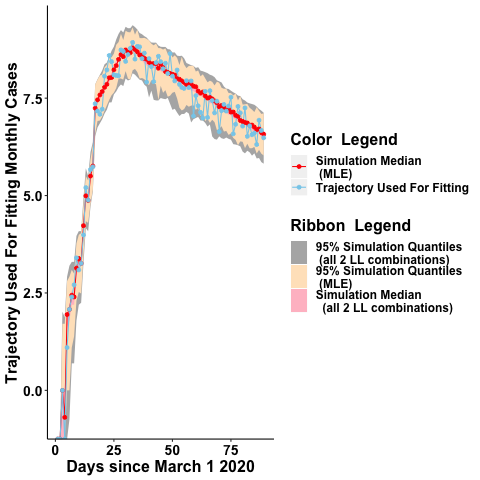 Trajectory Used For Fitting Monthly Cases
7.5
5.0
2.5
0.0
0
25
50
75
Days since March 1 2020
Color Legend
Simulation Median
(MLE)
Trajectory Used For Fitting
Ribbon Legend
95% Simulation Quantiles
(all 2 LL combinations)
95% Simulation Quantiles
(MLE)
Simulation Median
(all 2 LL combinations)